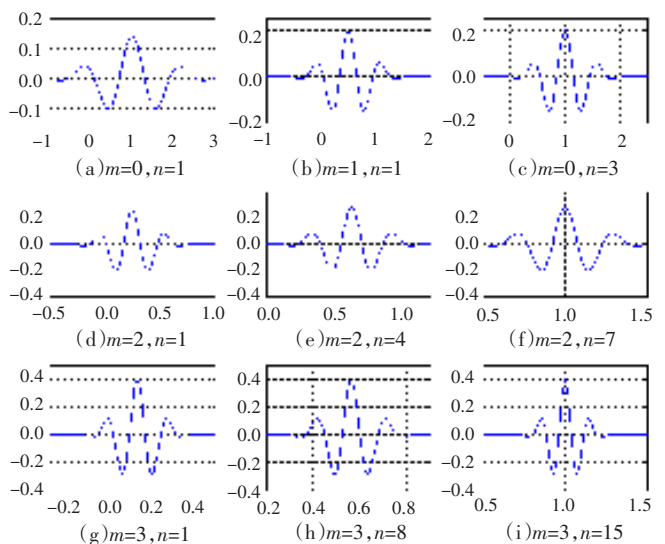 0.2
0.1
0.0
−0.1
−1 0 1 2 3
(a)m=0,n=1
0.2
0.0
−0.2
−1 0 1 2
(b)m=1,n=1
0.2
0.0
−0.2
0 1 2
(c)m=0,n=3
0.2
0.0
−0.2
−0.4
−0.5 0.0 0.5 1.0
(d)m=2,n=1
0.2
0.0
−0.2
−0.4
0.0 0.5 1.0
(e)m=2,n=4
0.2
0.0
−0.2
−0.4
0.5 1.0 1.5
(f)m=2,n=7
0.4
0.2
0.0
−0.2
−0.4
−0.2 0.0 0.2 0.4
(g)m=3,n=1
0.4
0.2
0.0
−0.2
−0.4
0.2 0.4 0.6 0.8
(h)m=3,n=8
0.4
0.2
0.0
−0.2
−0.4
0.5 1.0 1.5
(i)m=3,n=15